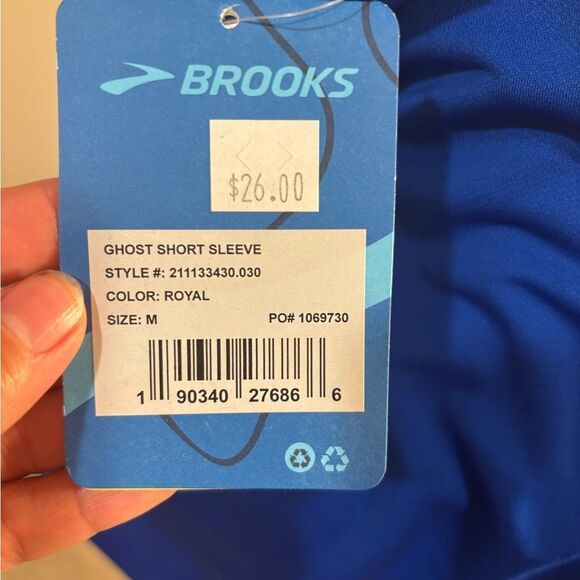 BROOKS
$26.00
GHOST SHORT SLEEVE
STYLE #: 211133430.030
COLOR: ROYAL
SIZE: M PO# 1069730
1 90340 27686 6